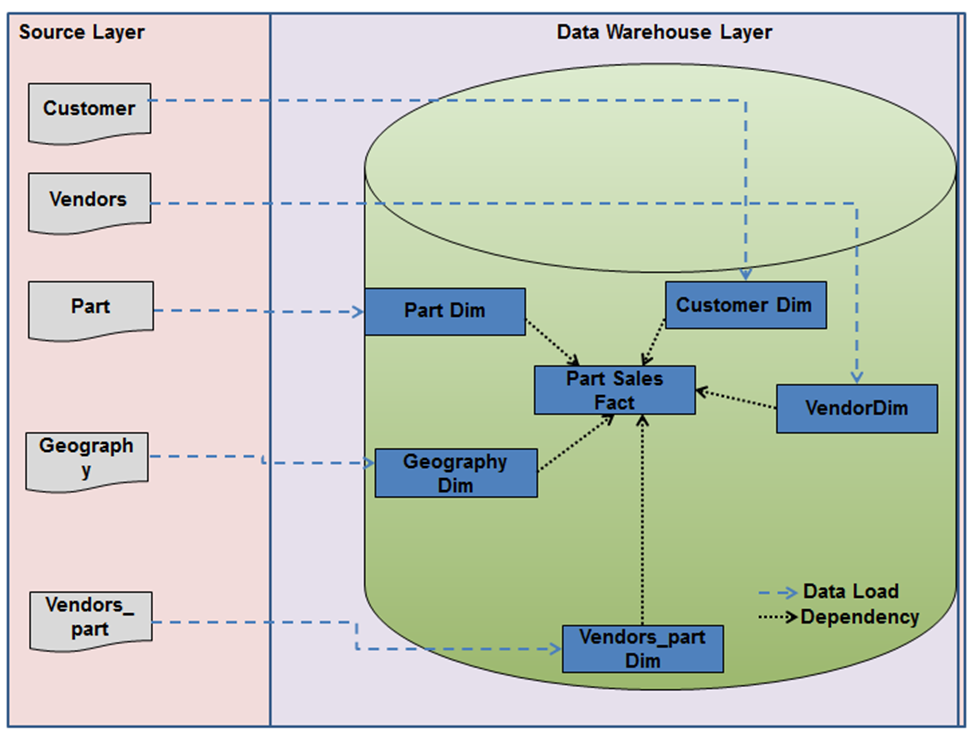 Source Layer
Data Warehouse Layer
Customer
Vendors
Part
Geograph
y
Vendors_
part
Part Dim
Customer Dim
Part Sales
Fact
VendorDim
Geography
Dim
Vendors_part
Dim
Data Load
Dependency